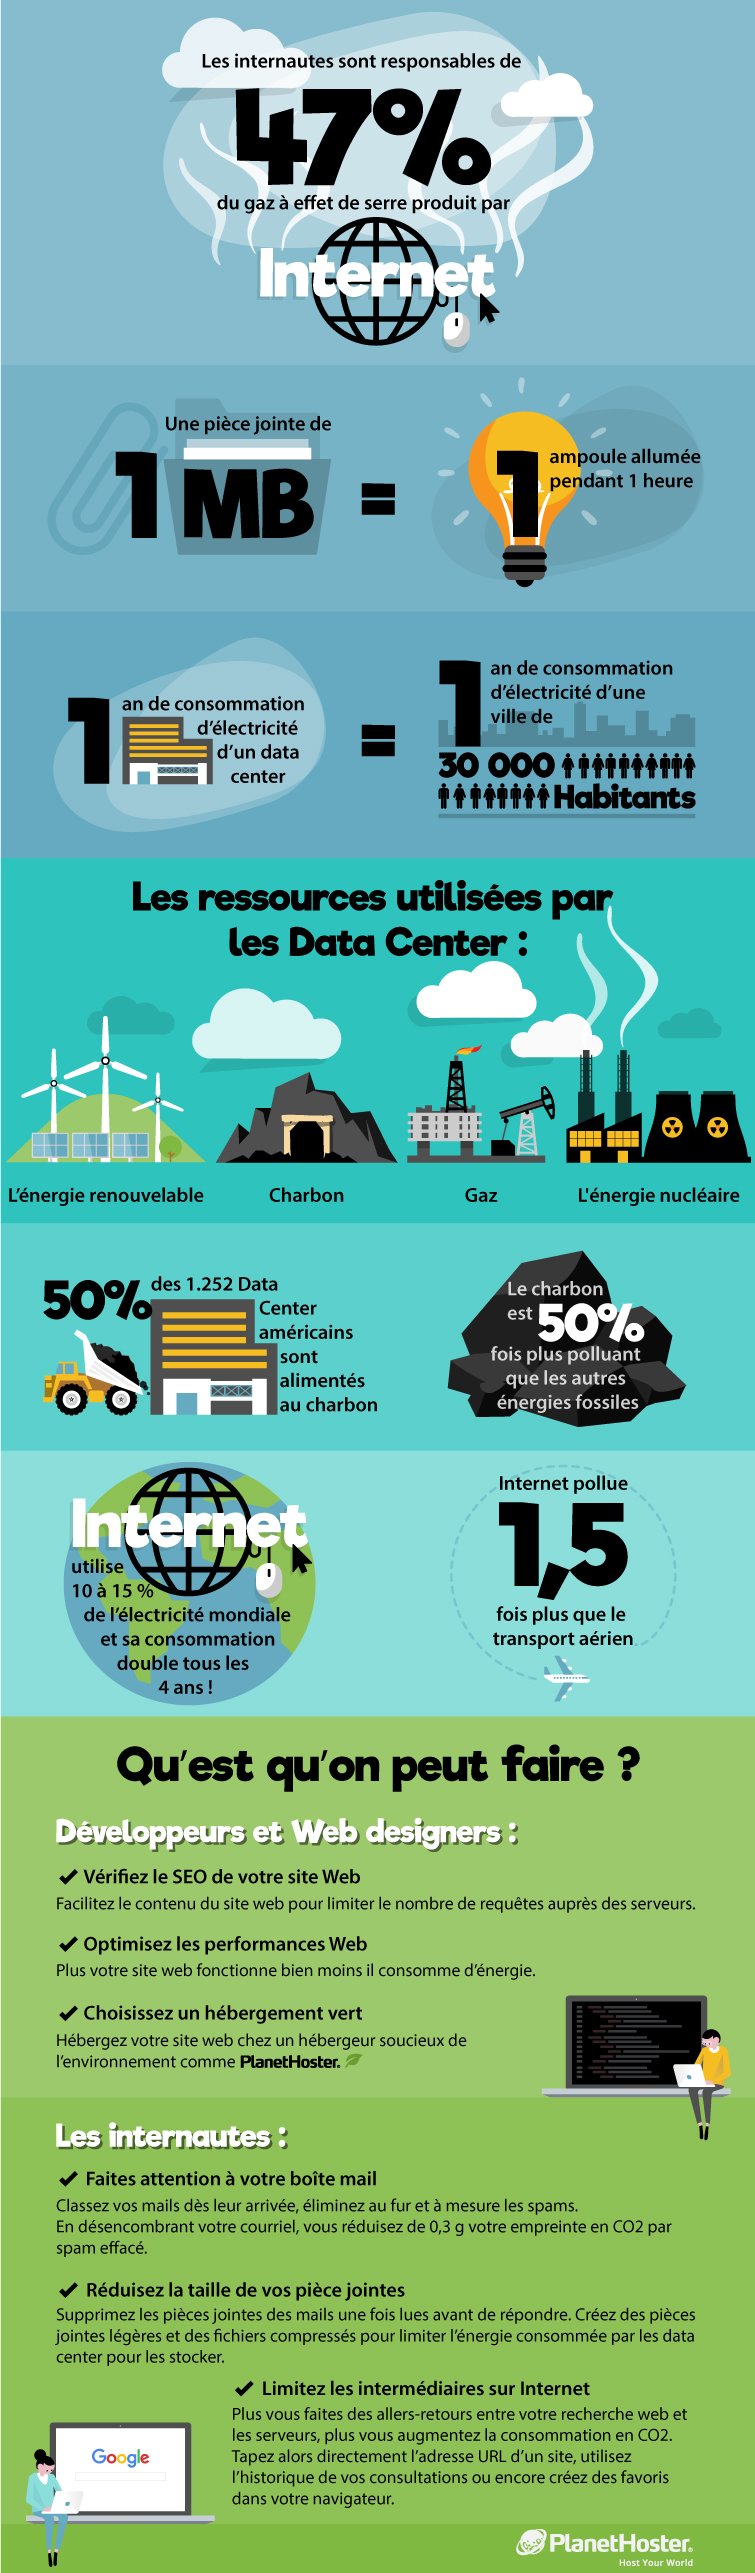 Les internautes sont responsables de
47%
du gaz à effet de serre produit par
Internet
Une pièce jointe de
1 MB
=
1
ampoule allumée
pendant 1 heure
1
an de consommation
d'électricité
d'un data
center
=
1
an de consommation
d'électricité d'une
ville de
30 000
Habitants
Les ressources utilisées par
les Data Center :
L'énergie renouvelable
Charbon
Gaz
L'énergie nucléaire
50%
des 1.252 Data
Center
américains
sont
alimentés
au charbon
Le charbon
est 50%
fois plus polluant
que les autres
énergies fossiles
Internet
utilise
10 à 15 %
de l'électricité mondiale
et sa consommation
double tous les
4 ans !
Internet pollue
1,5
fois plus que le
transport aérien
Qu'est qu'on peut faire ?
Développeurs et Web designers :
✓ Vérifiez le SEO de votre site Web
Facilitez le contenu du site web pour limiter le nombre de requêtes auprès des serveurs.
✓ Optimisez les performances Web
Plus votre site web fonctionne bien moins il consomme d'énergie.
✓ Choisissez un hébergement vert
Hébergez votre site web chez un hébergeur soucieux de
l'environnement comme PlanetHoster.
Les internautes :
✓ Faites attention à votre boîte mail
Classez vos mails dès leur arrivée, éliminez au fur et à mesure les spams.
En désencombrant votre courriel, vous réduisez de 0,3 g votre empreinte en CO2 par
spam effacé.
✓ Réduisez la taille de vos pièce jointes
Supprimez les pièces jointes des mails une fois lues avant de répondre. Créez des pièces
jointes légères et des fichiers compressés pour limiter l'énergie consommée par les data
center pour les stocker.
✓ Limitez les intermédiaires sur Internet
Plus vous faites des allers-retours entre votre recherche web et
les serveurs, plus vous augmentez la consommation en CO2.
Tapez alors directement l'adresse URL d'un site, utilisez
l'historique de vos consultations ou encore créez des favoris
dans votre navigateur.
Google
PlanetHoster®
Host Your World